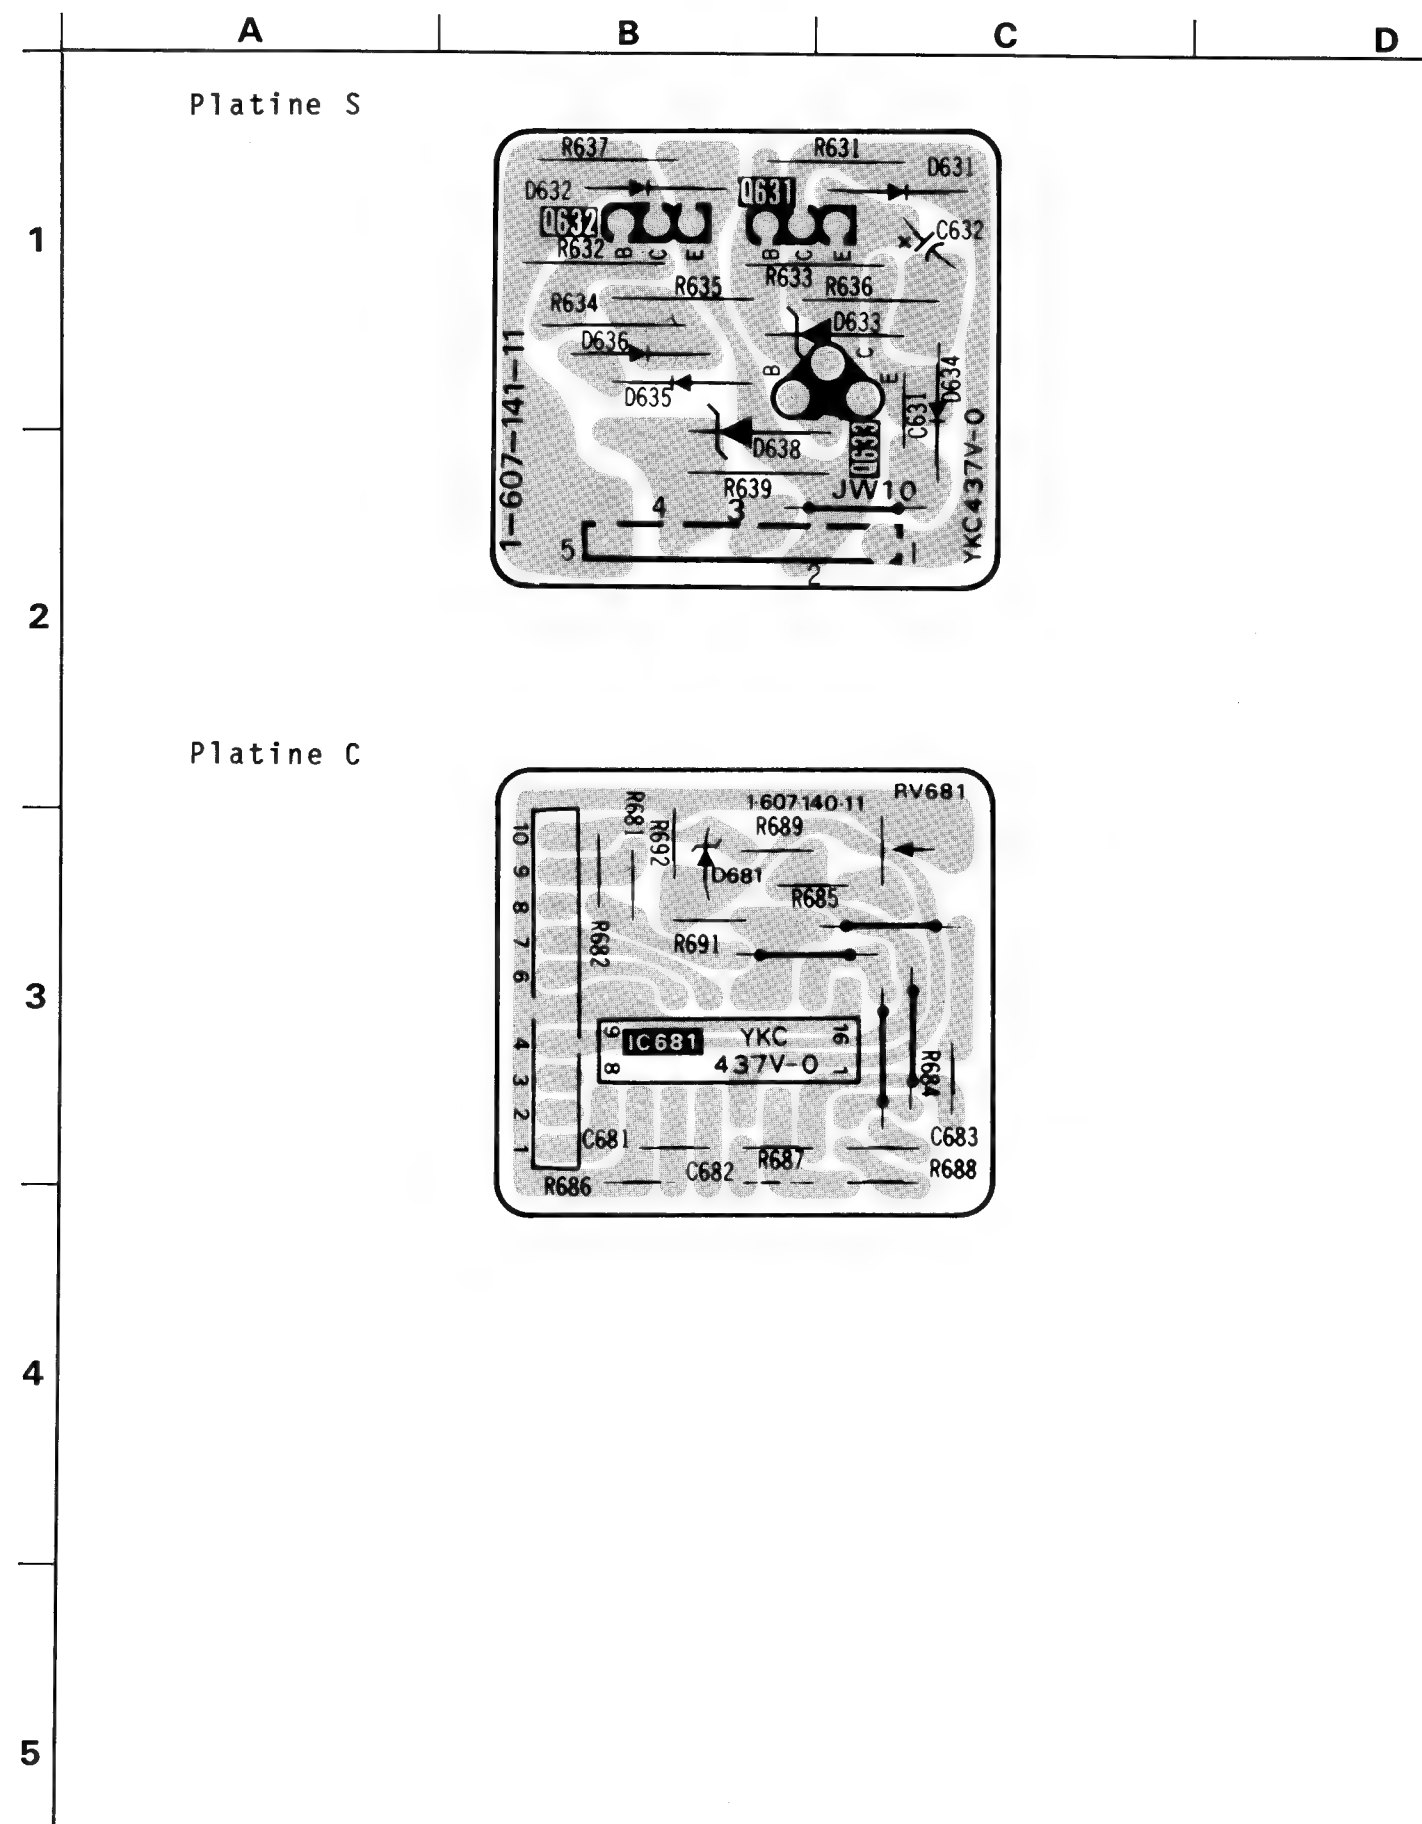 A B C D
Platine S
R637 R631
D631
D632 Q631
1
Q632 C632
R632 B C E B C E
R633
R635 R636
R634
D633
D636 C
B E D634
D635 C631
1-607-141-11
D638 Q633
YKC437V-0
R639 JW10
4 3
5 1
2
2
Platine C
RV681
1-607-140-11
R681 R692 R689
10
9 D681
R685
8
R682
7 R691
6
3
9 IC681 YKC 16
4
8 437V-0 1
R684
3
2
C681 C683
1
R687
C682 R688
R686
4
5